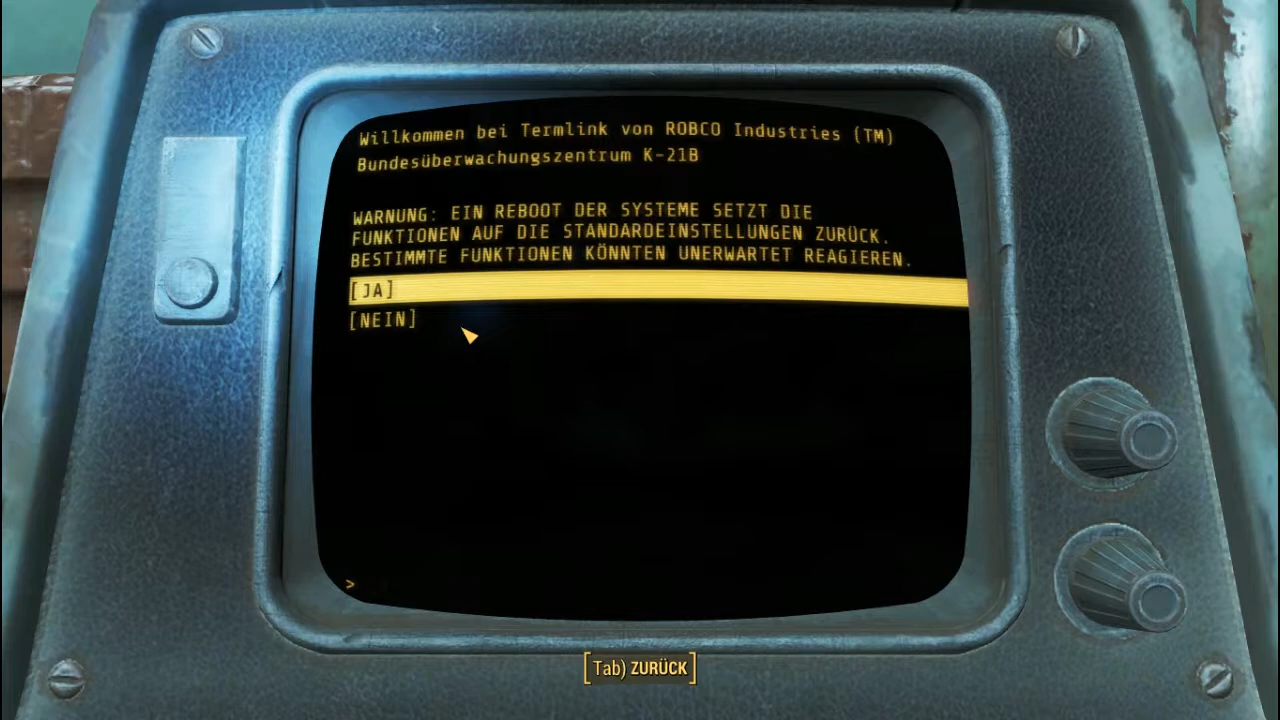 Willkommen bei Termlink von ROBCO Industries (TM)
Bundesüberwachungszentrum K-21B
WARNUNG: EIN REBOOT DER SYSTEME SETZT DIE
FUNKTIONEN AUF DIE STANDARDEINSTELLUNGEN ZURÜCK.
BESTIMMTE FUNKTIONEN KÖNNTEN UNERWARTET REAGIEREN.
[JA]
[NEIN]
>
[Tab) ZURÜCK]